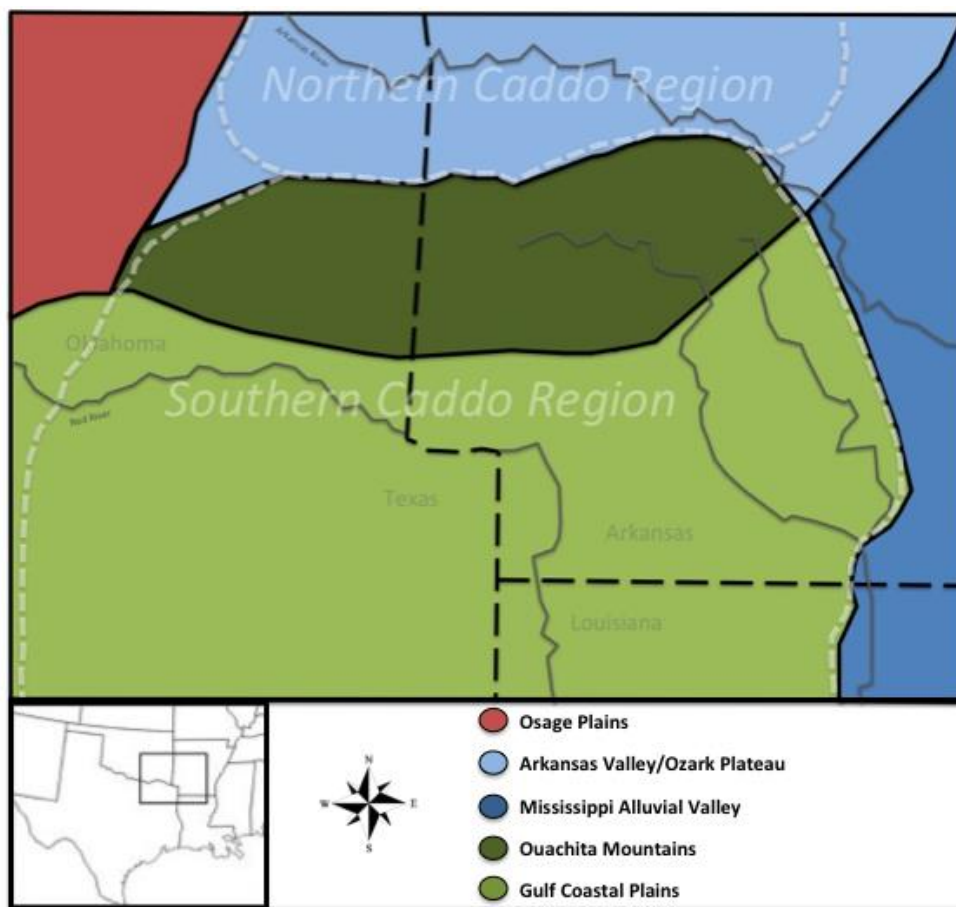 Arkansas River
Northern Caddo Region
Oklahoma
Red River
Southern Caddo Region
Texas
Arkansas
Louisiana
N
W
E
S
Osage Plains
Arkansas Valley/Ozark Plateau
Mississippi Alluvial Valley
Ouachita Mountains
Gulf Coastal Plains